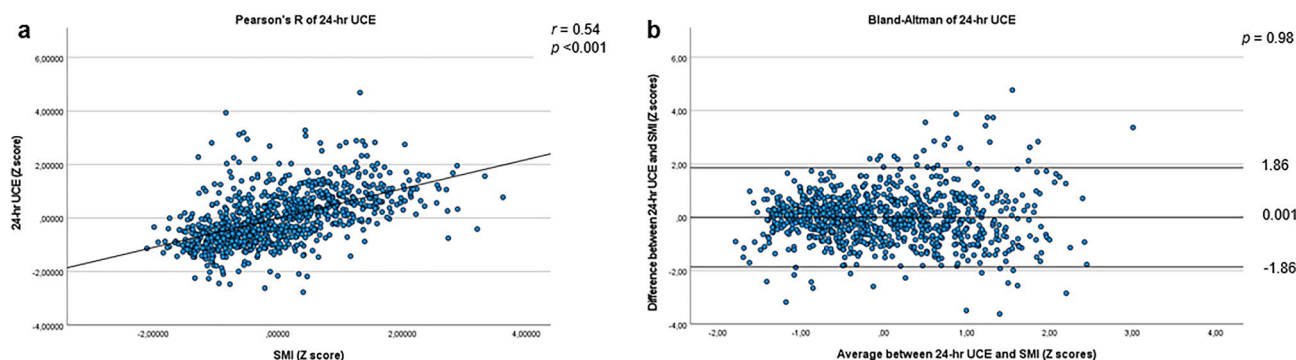 a
Pearson's R of 24-hr UCE
r = 0.54
p <0.001
24-hr UCE (Z score)
6,00000
4,00000
2,00000
,00000
-2,00000
-4,00000
-2,00000
,00000
2,00000
4,00000
SMI (Z score)
b
Bland-Altman of 24-hr UCE
p = 0.98
Difference between 24-hr UCE and SMI (Z scores)
6,00
4,00
2,00
,00
-2,00
-4,00
1.86
0.001
-1.86
-2,00
-1,00
,00
1,00
2,00
3,00
4,00
Average between 24-hr UCE and SMI (Z scores)